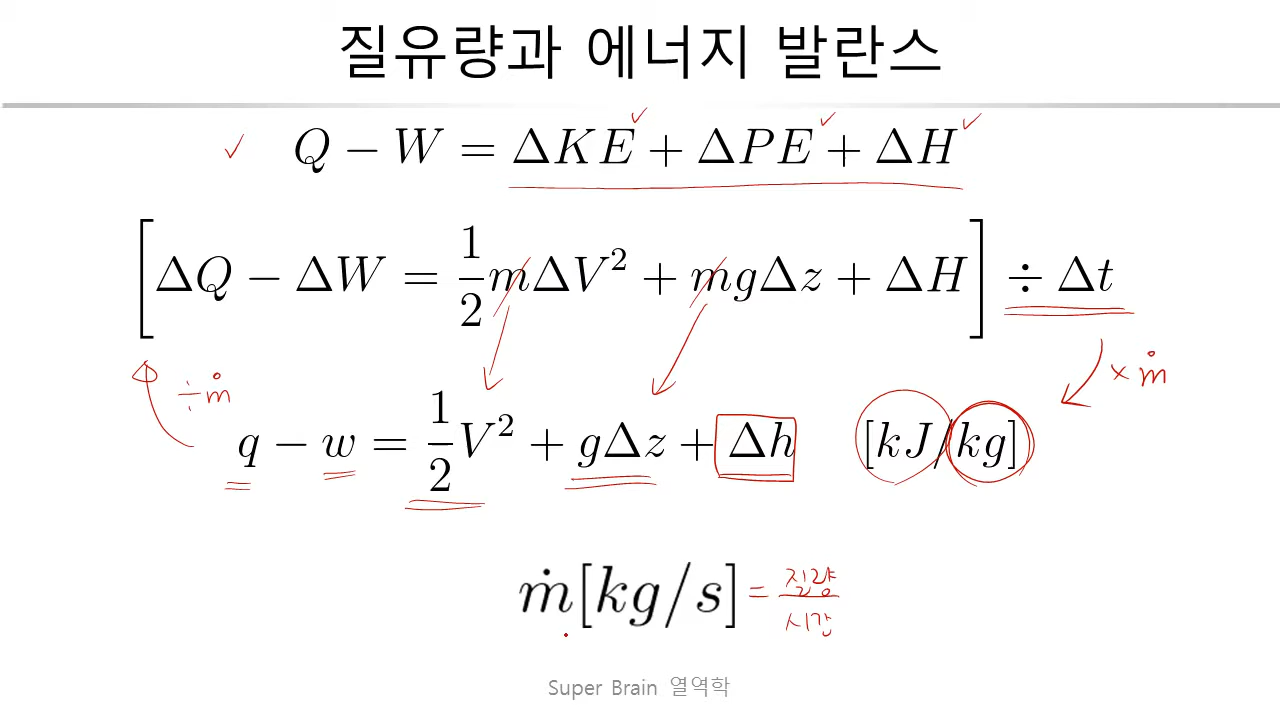 질유량과 에너지 발란스
Q − W = ΔKE + ΔPE + ΔH
[ΔQ − ΔW = 1/2 mΔV² + mgΔz + ΔH] ÷ Δt
÷ṁ
× ṁ
q − w = 1/2 V² + gΔz + Δh [kJ/kg]
ṁ[kg/s] = 질량/시간
Super Brain 열역학